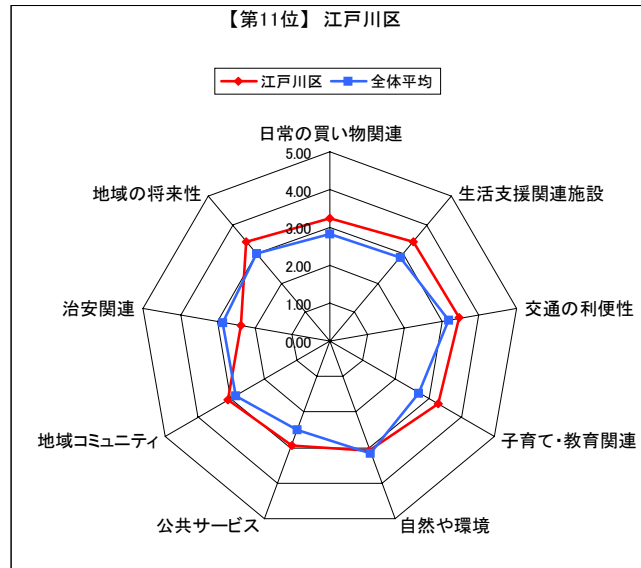 【第11位】 江戸川区
江戸川区 全体平均
日常の買い物関連
生活支援関連施設
交通の利便性
子育て・教育関連
自然や環境
公共サービス
地域コミュニティ
治安関連
地域の将来性
5.00
4.00
3.00
2.00
1.00
0.00